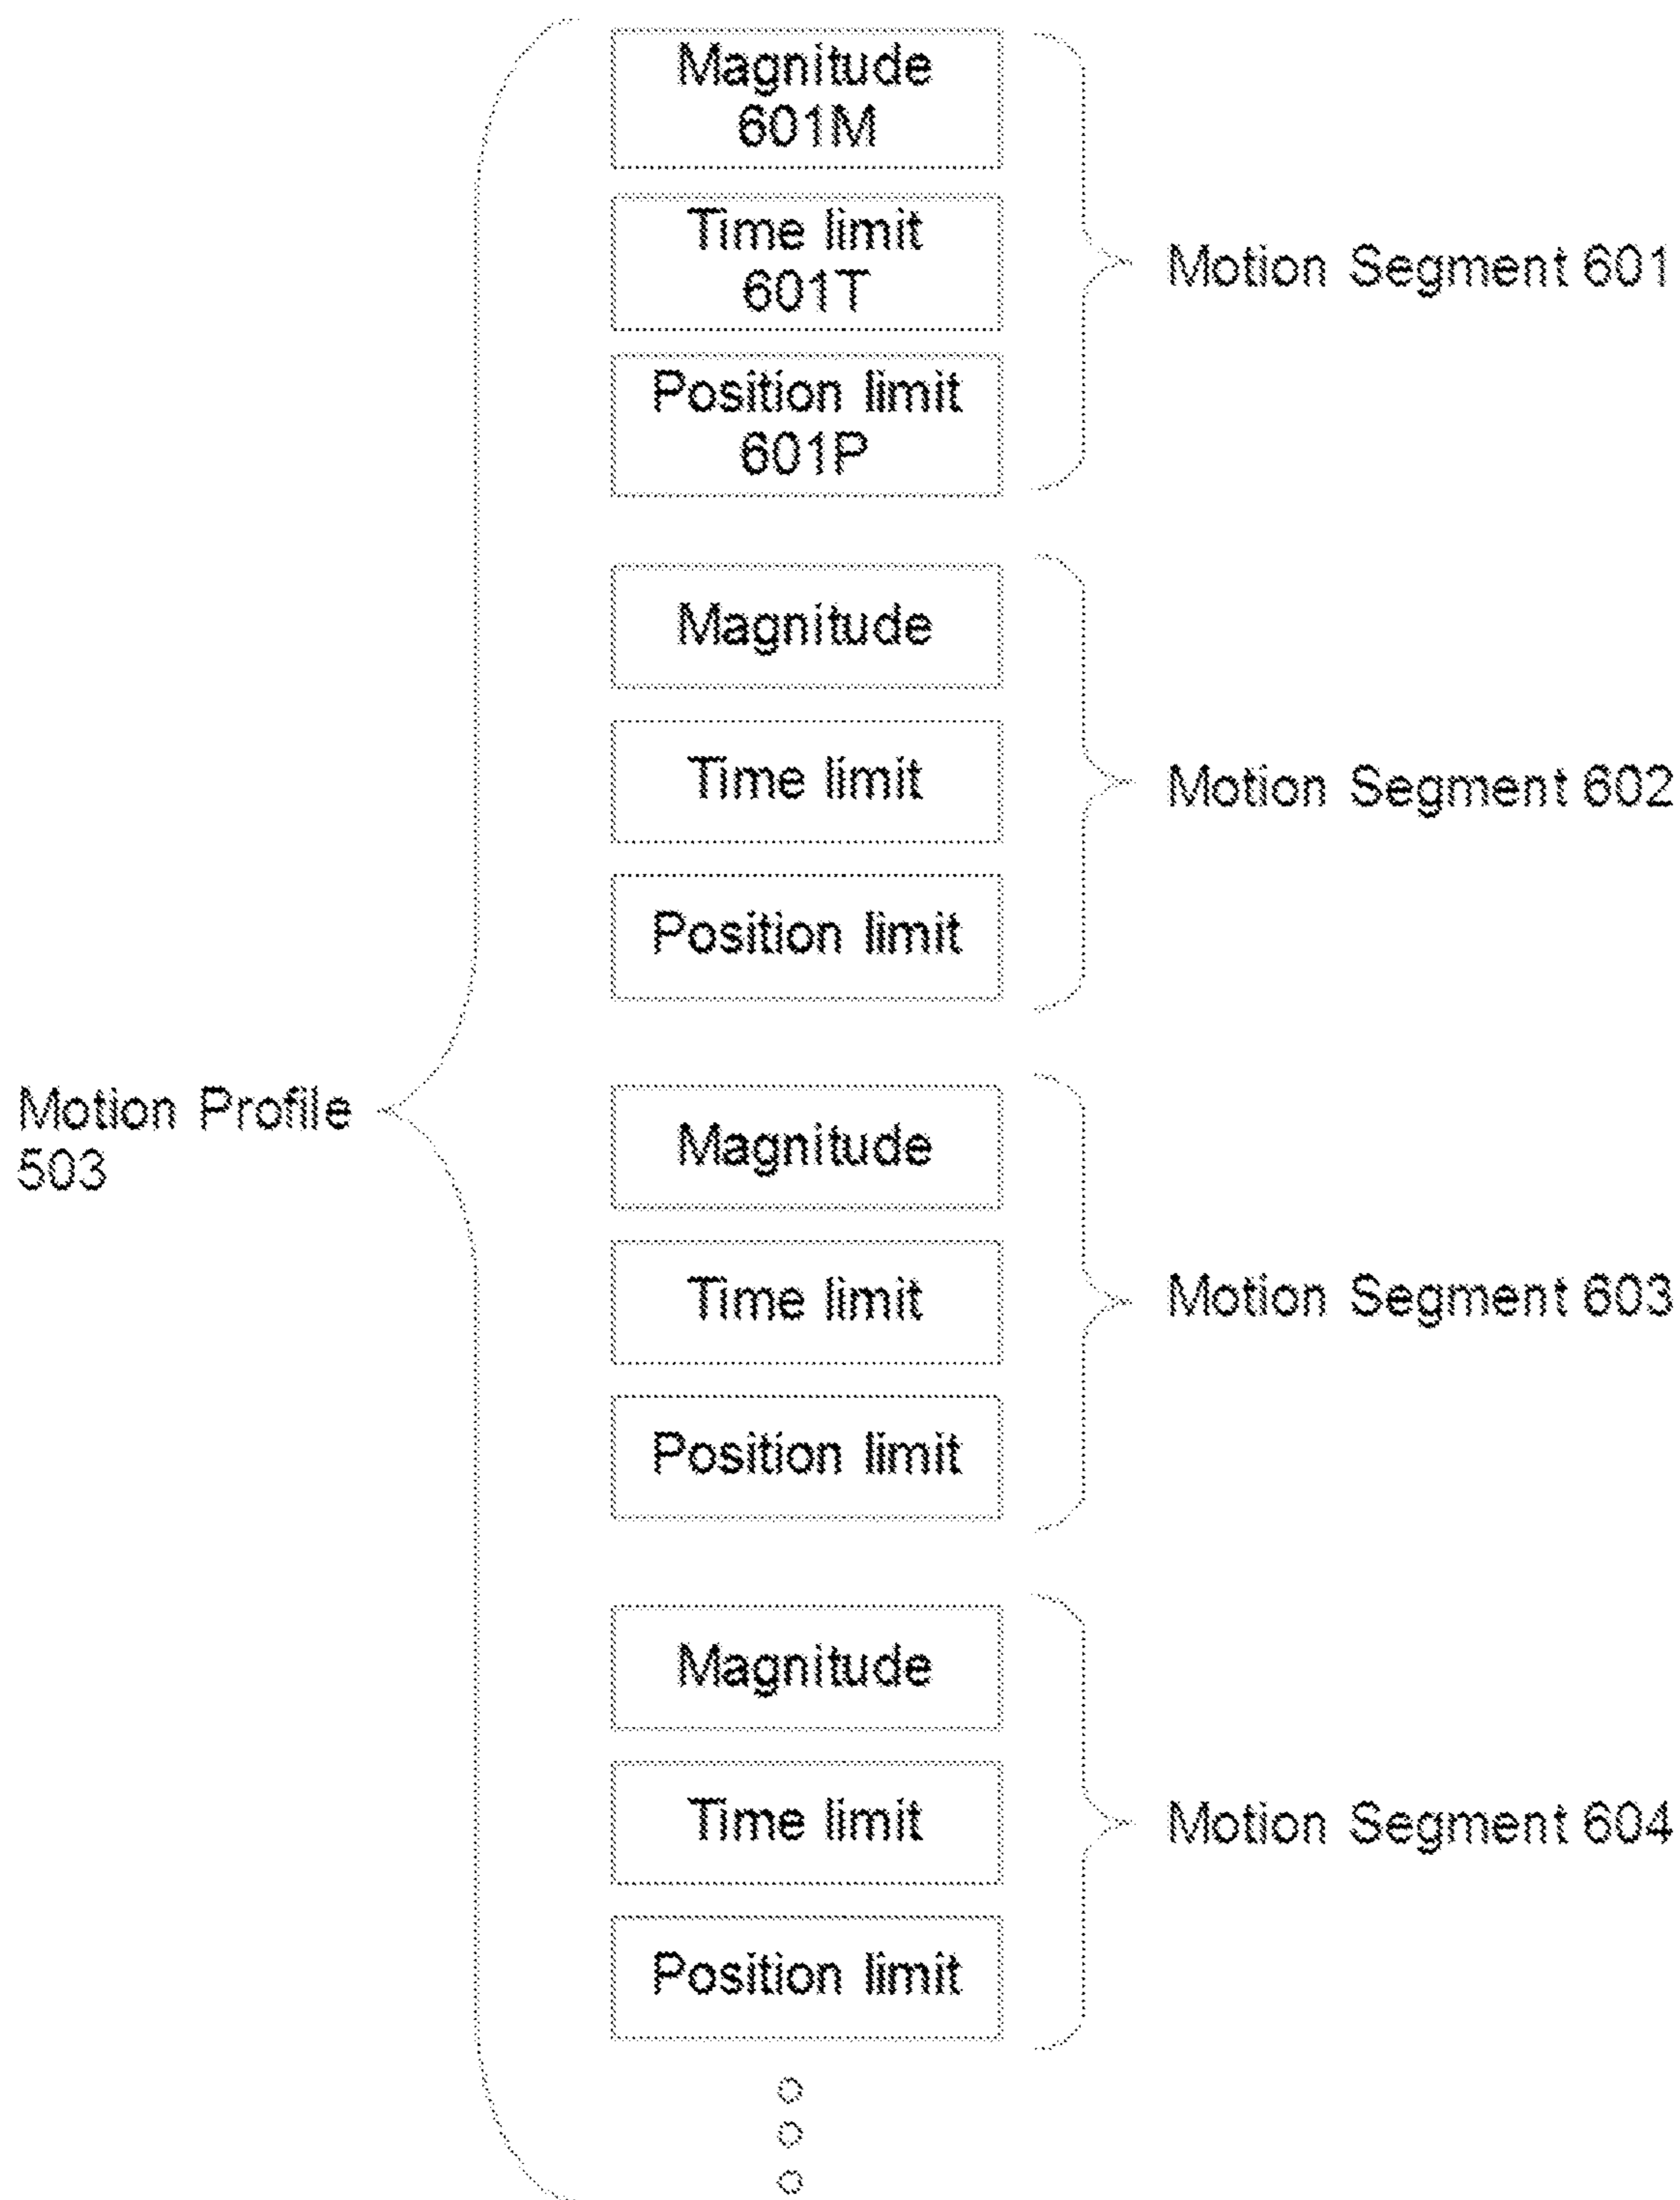 Magnitude
601M
Time limit
601T
Motion Segment 601
Position limit
601P
Magnitude
Time limit
Motion Segment 602
Position limit
Motion Profile
503
Magnitude
Time limit
Motion Segment 603
Position limit
Magnitude
Time limit
Motion Segment 604
Position limit